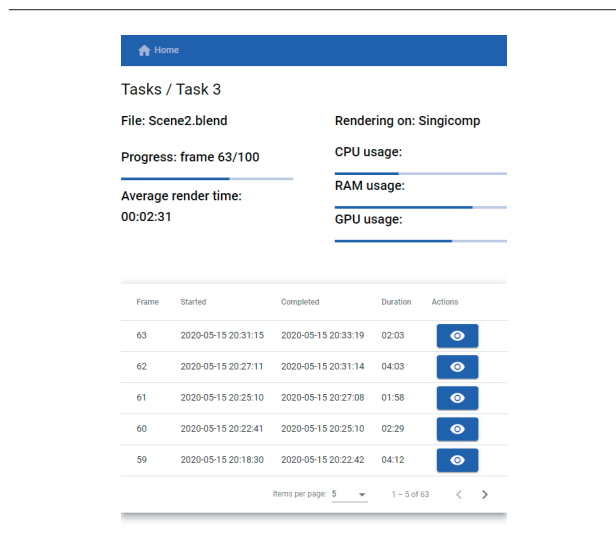 Home
Tasks / Task 3
File: Scene2.blend
Rendering on: Singicomp
Progress: frame 63/100
CPU usage:
RAM usage:
Average render time:
00:02:31
GPU usage:
Frame Started Completed Duration Actions
63 2020-05-15 20:31:15 2020-05-15 20:33:19 02:03
62 2020-05-15 20:27:11 2020-05-15 20:31:14 04:03
61 2020-05-15 20:25:10 2020-05-15 20:27:08 01:58
60 2020-05-15 20:22:41 2020-05-15 20:25:10 02:29
59 2020-05-15 20:18:30 2020-05-15 20:22:42 04:12
Items per page: 5 1 – 5 of 63